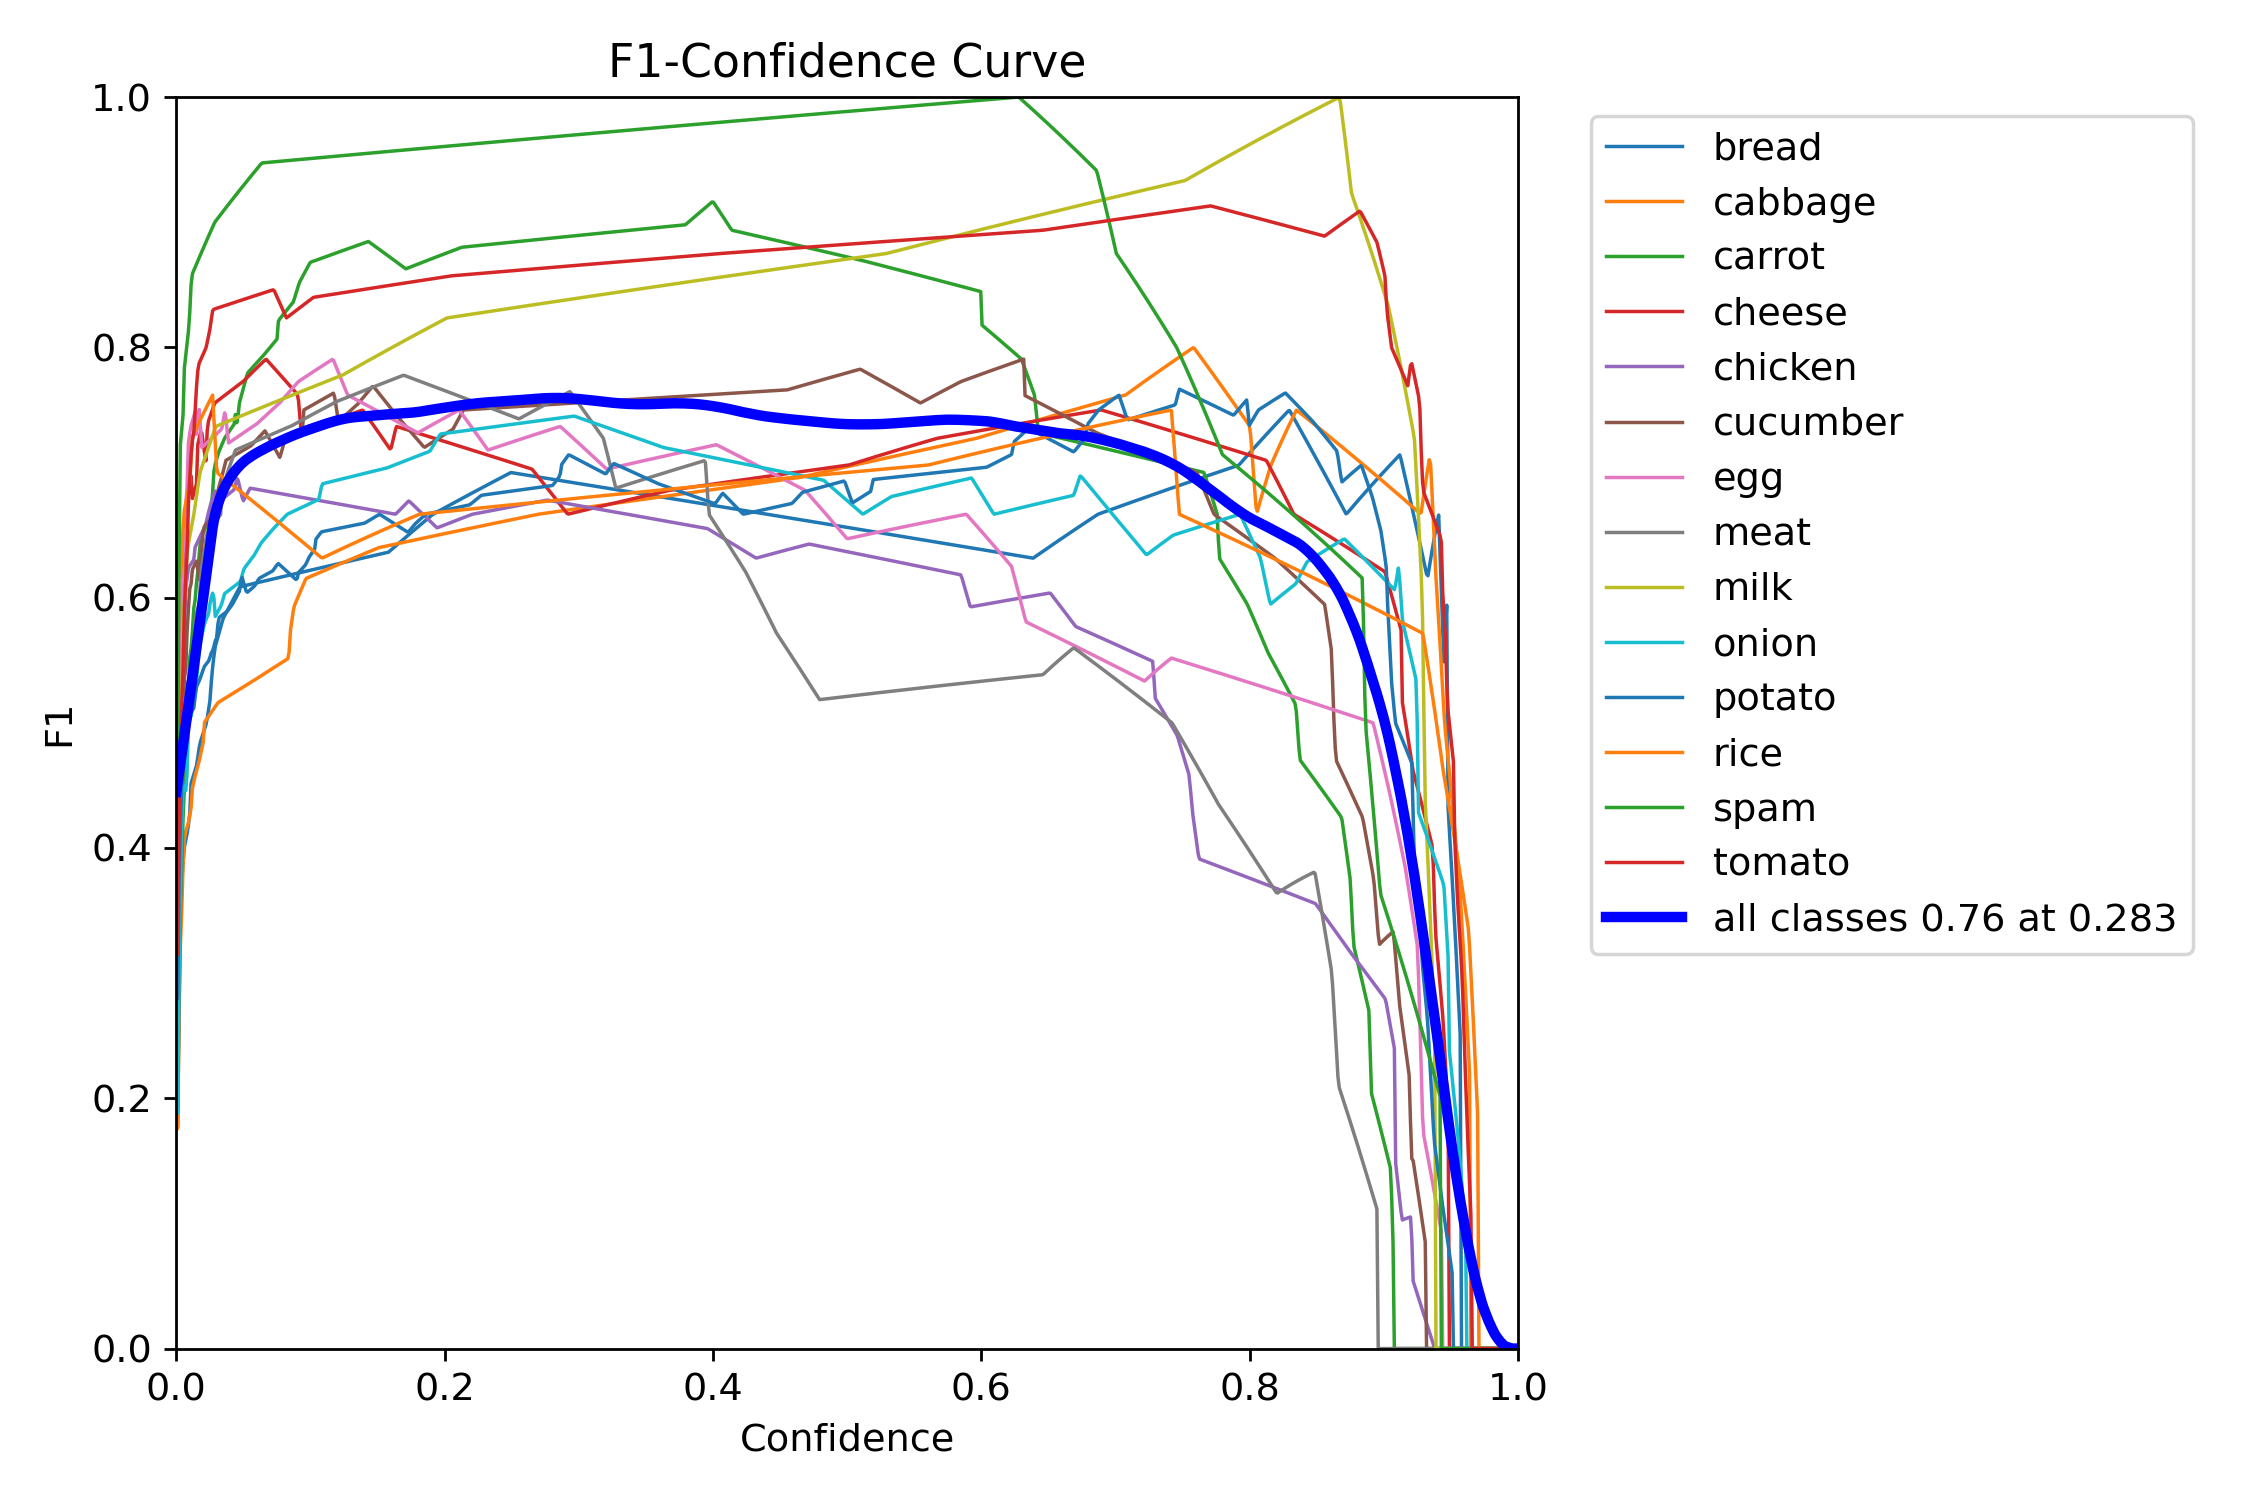 F1-Confidence Curve
1.0
0.8
0.6
0.4
0.2
0.0
F1
0.0 0.2 0.4 0.6 0.8 1.0
Confidence
bread
cabbage
carrot
cheese
chicken
cucumber
egg
meat
milk
onion
potato
rice
spam
tomato
all classes 0.76 at 0.283